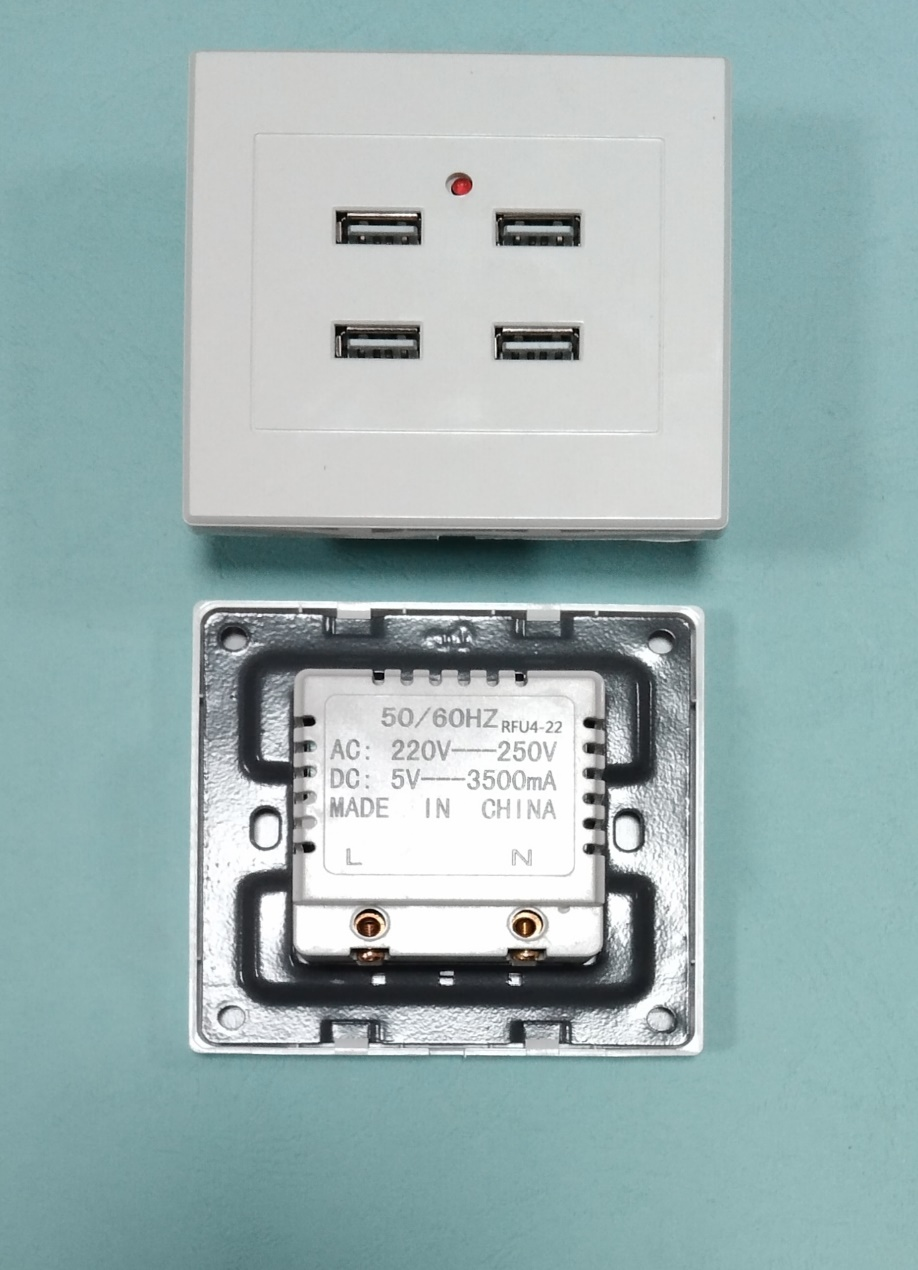 50/60HZ RFU4-22
AC: 220V---250V
DC: 5V---3500mA
MADE IN CHINA
L N